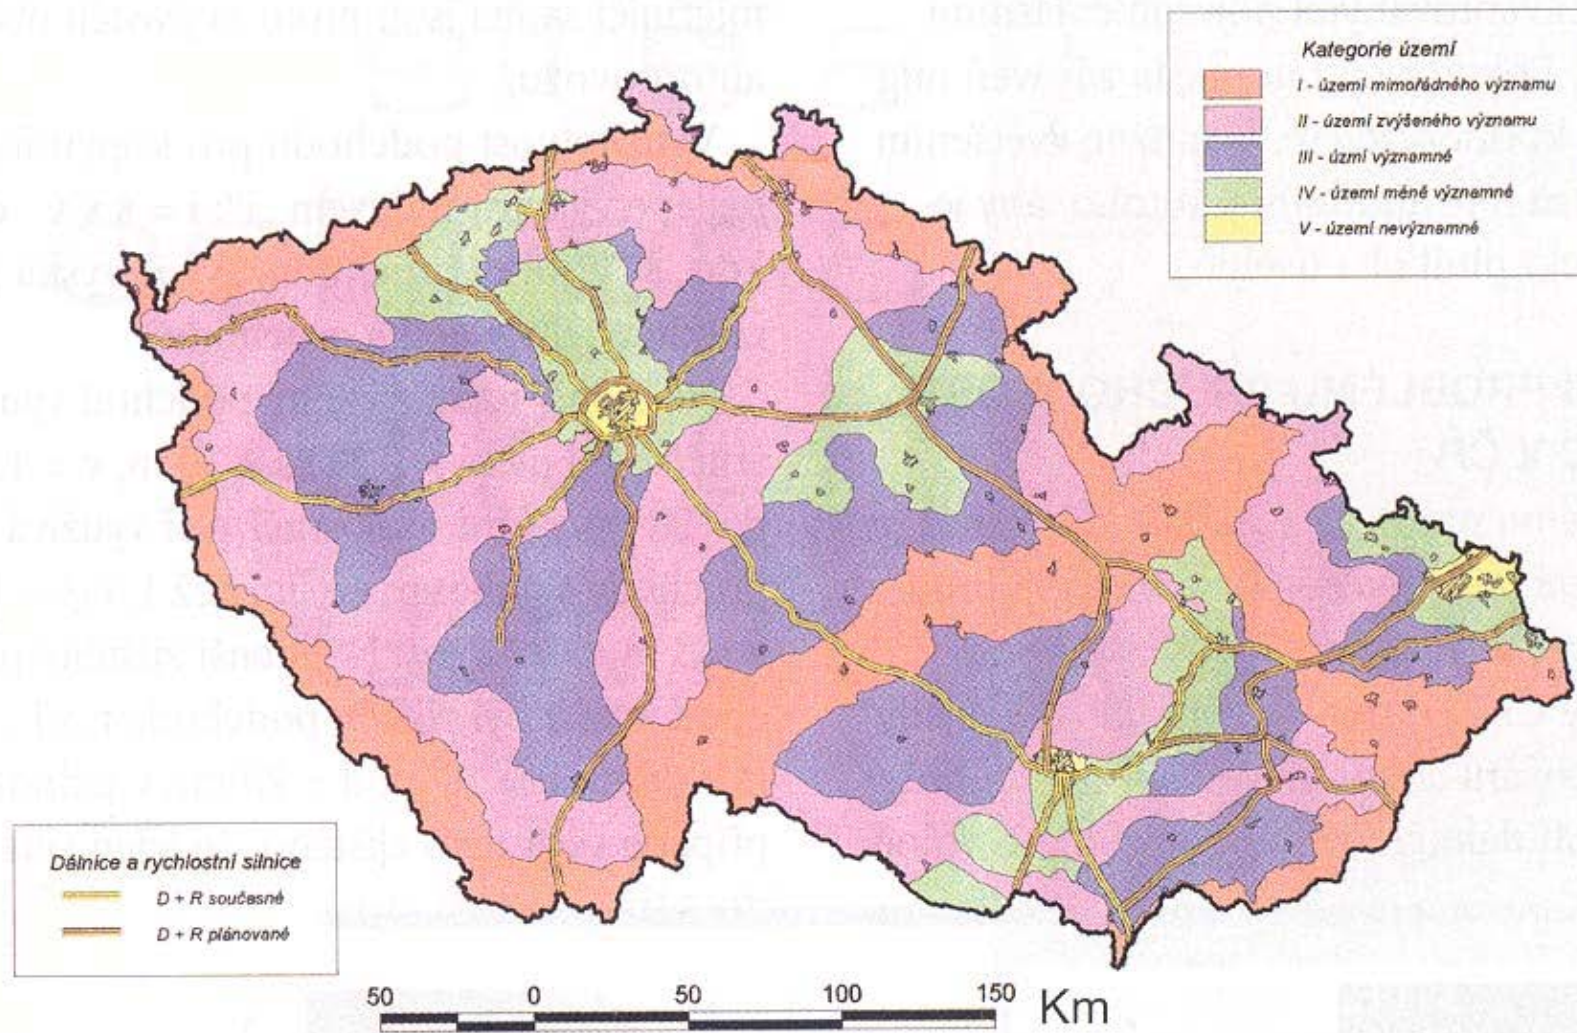 Kategorie území
I - území mimořádného významu
II - území zvýšeného významu
III - úzmí významné
IV - území méně významné
V - území nevýznamné
Dálnice a rychlostní silnice
D + R současné
D + R plánované
50 0 50 100 150 Km